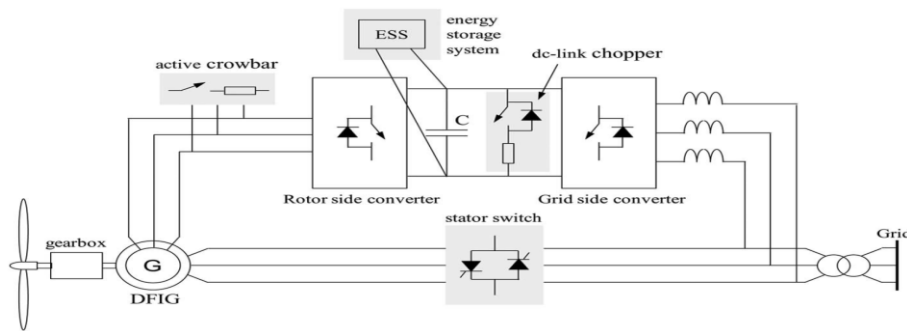 ESS
energy
storage
system
active crowbar
dc-link chopper
C
Rotor side converter
Grid side converter
stator switch
gearbox
G
DFIG
Grid